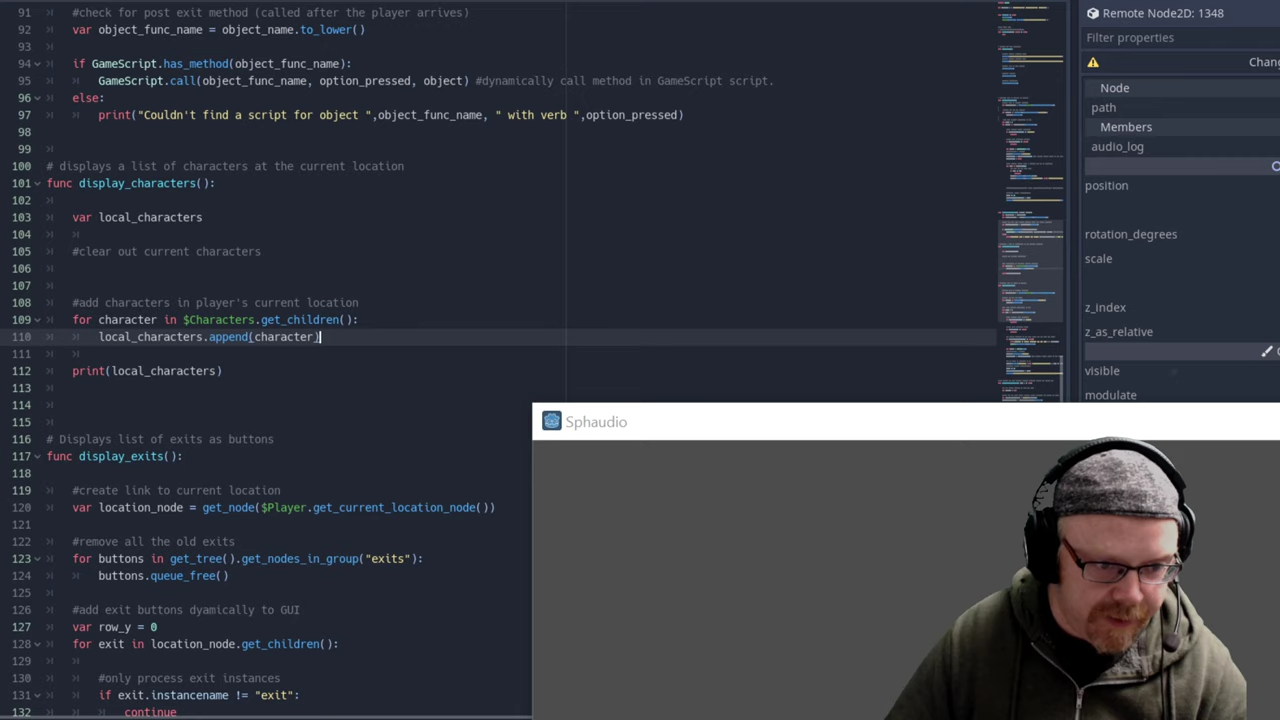 91 #check for post exit method (called after the player arrives)
92 var object_func_name = object_name.to_lower()
93
94 if GameScript.has_method(object_func_name):
95 GameScript.call(object_func_name,option_pressed, object) #dynamically call method in GameScript script.
96 else:
97 print("Couldn't find a script object ",object_func_name, " with verb ",option_pressed)
98
99
100 # displays a list of characters at the current location
101 func display_characters():
102
103 var local_characters
104
105 #clear all current characters
106
107
108 #add characters in player's current location
109 for character in $Characters.get_children():
110 local_characters.append(character)
111
112 print(local_characters)
113
114
115
116 # Displays list of exits as buttons
117 func display_exits():
118
119 #create link to current location
120 var location_node = get_node($Player.get_current_location_node())
121
122 #remove all the old exits
123 for buttons in get_tree().get_nodes_in_group("exits"):
124 buttons.queue_free()
125
126 #add exit buttons dyamically to GUI
127 var row_y = 0
128 for exit in location_node.get_children():
129
130 #only process exit instances
131 if exit.instancename != "exit":
132 continue
Remote Node2D: 1348
Filter properties
Chang
Node
path
Members
audio_log
position
rotation_degrees
scale
z_index
z_as_relative
visible
modulate
Sphaudio